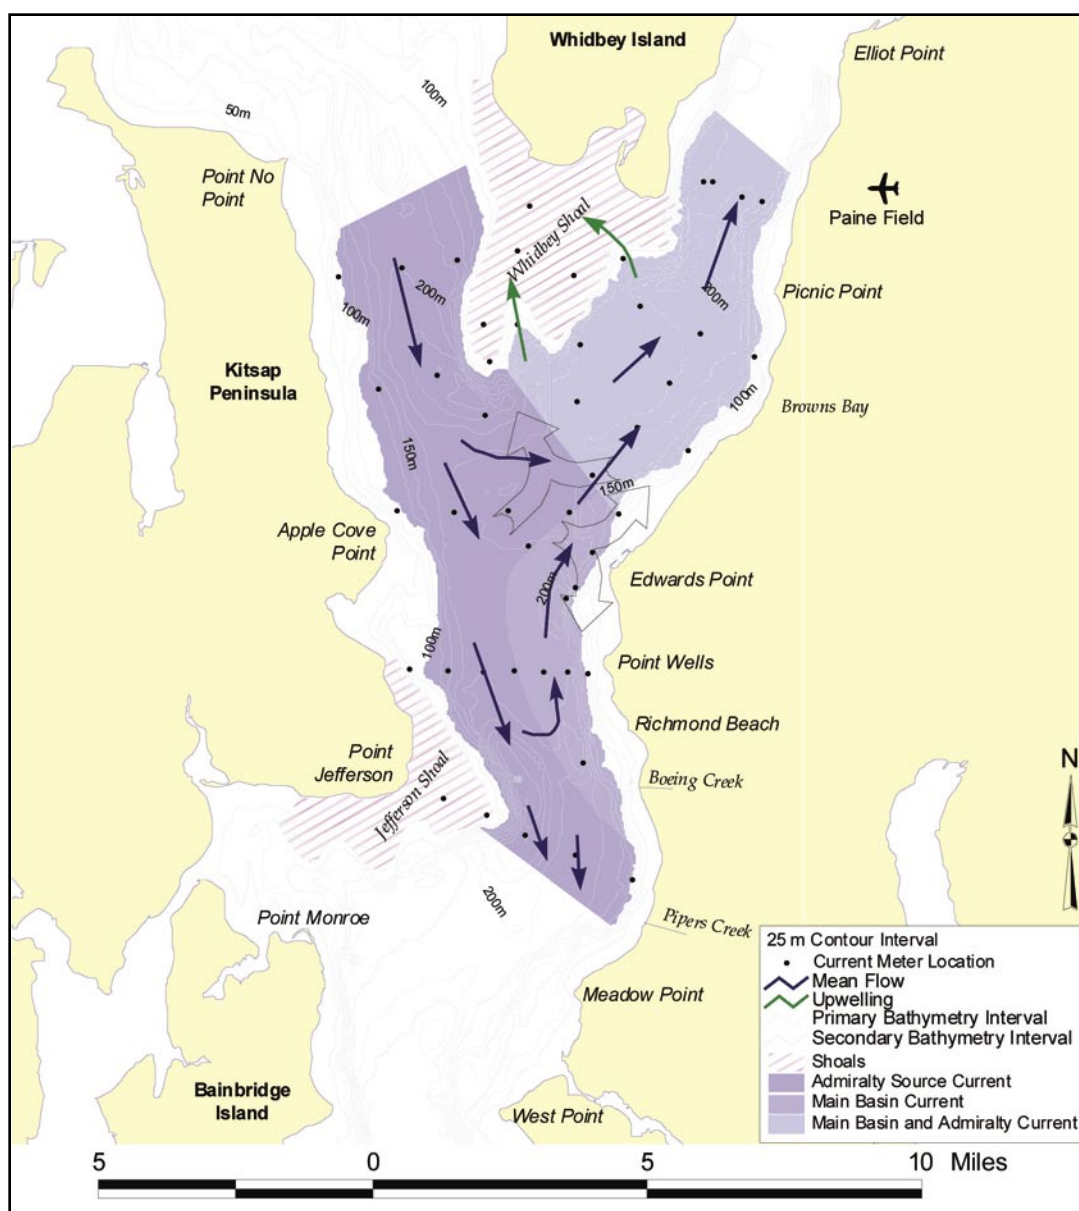 Whidbey Island
Elliot Point
100m
50m
Point No
Point
Paine Field
Whidbey Shoal
200m
100m
200m
Picnic Point
Kitsap
Peninsula
100m
Browns Bay
150m
150m
Apple Cove
Point
200m
Edwards Point
100m
Point Wells
Richmond Beach
Point
Jefferson
Jefferson Shoal
Boeing Creek
N
200m
Point Monroe
Pipers Creek
Meadow Point
Bainbridge
Island
West Point
25 m Contour Interval
Current Meter Location
Mean Flow
Upwelling
Primary Bathymetry Interval
Secondary Bathymetry Interval
Shoals
Admiralty Source Current
Main Basin Current
Main Basin and Admiralty Current
5 0 5 10 Miles